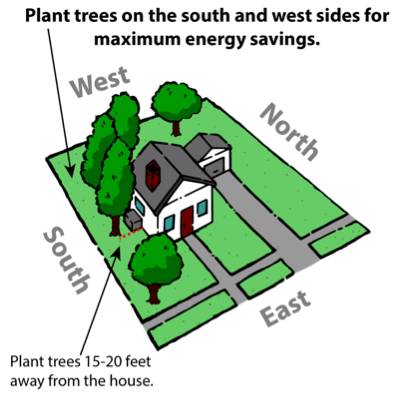 Plant trees on the south and west sides for
maximum energy savings.
West
North
South
East
Plant trees 15-20 feet
away from the house.